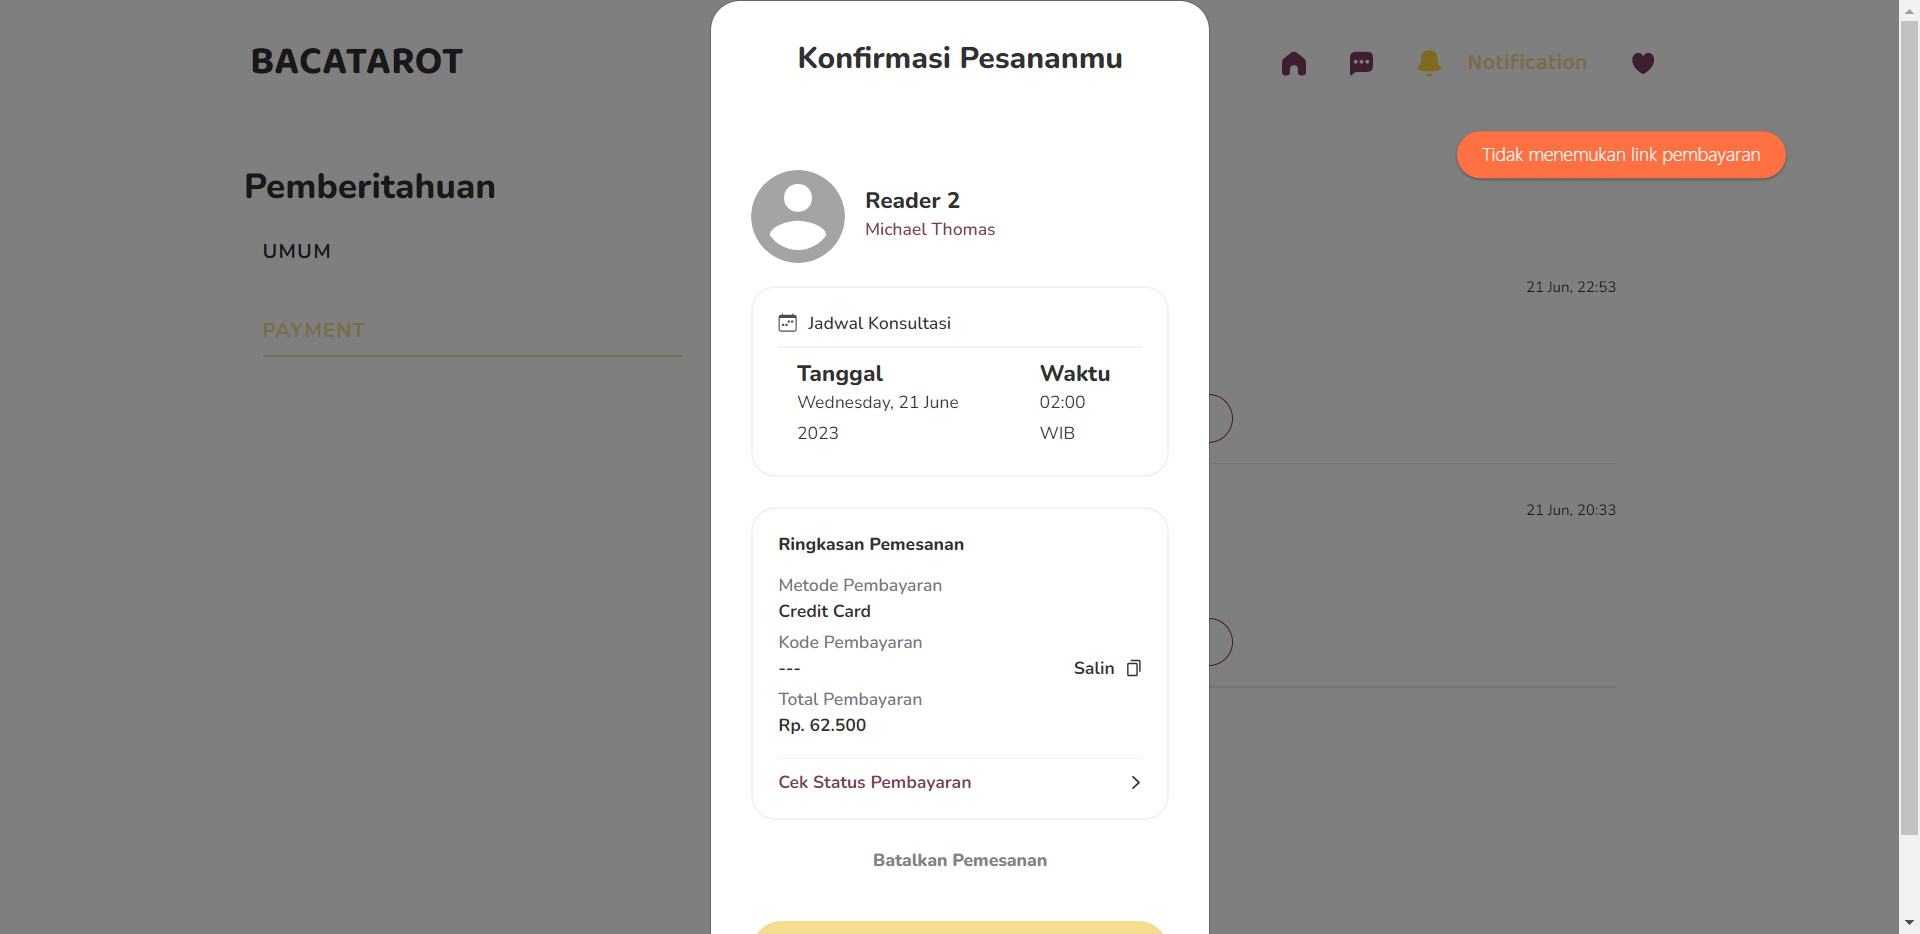 BACATAROT
Notification
Pemberitahuan
UMUM
PAYMENT
Konfirmasi Pesananmu
Reader 2
Michael Thomas
Jadwal Konsultasi
Tanggal
Wednesday, 21 June
2023
Waktu
02:00
WIB
Ringkasan Pemesanan
Metode Pembayaran
Credit Card
Kode Pembayaran
---
Salin
Total Pembayaran
Rp. 62.500
Cek Status Pembayaran
Batalkan Pemesanan
Tidak menemukan link pembayaran
21 Jun, 22:53
21 Jun, 20:33